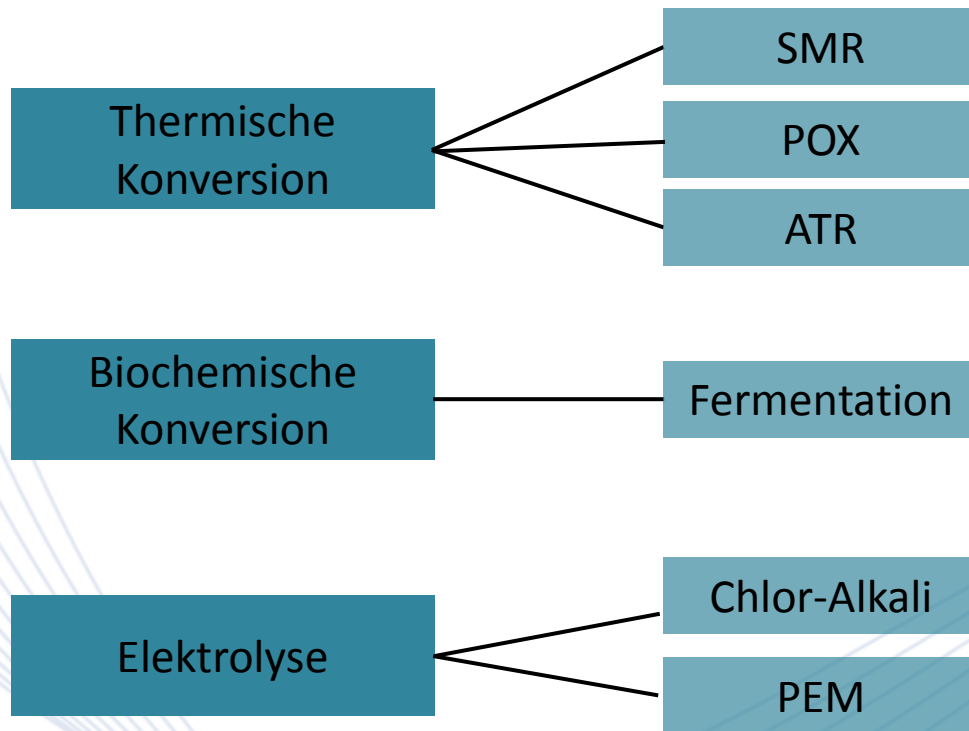 Thermische
Konversion
SMR
POX
ATR
Biochemische
Konversion
Fermentation
Elektrolyse
Chlor-Alkali
PEM